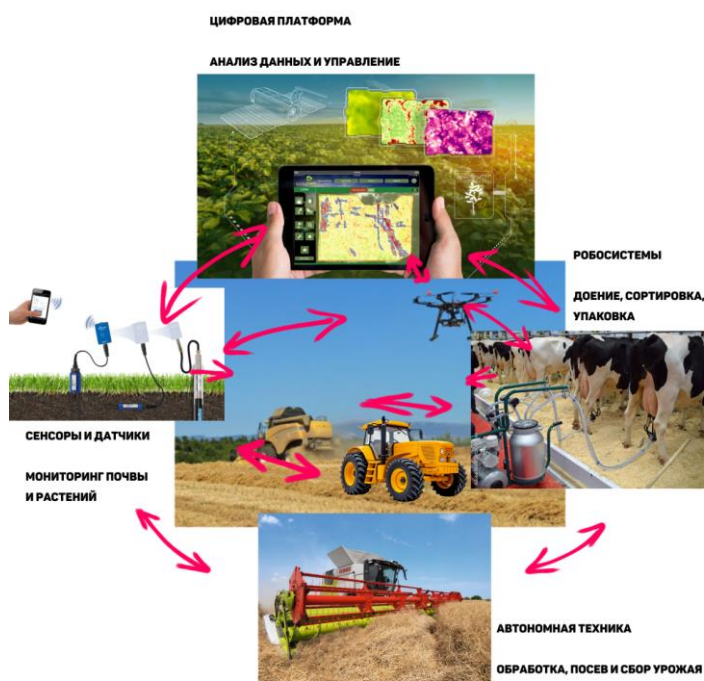 ЦИФРОВАЯ ПЛАТФОРМА
АНАЛИЗ ДАННЫХ И УПРАВЛЕНИЕ
РОБОСИСТЕМЫ
ДОЕНИЕ, СОРТИРОВКА,
УПАКОВКА
СЕНСОРЫ И ДАТЧИКИ
МОНИТОРИНГ ПОЧВЫ
И РАСТЕНИЙ
АВТОНОМНАЯ ТЕХНИКА
ОБРАБОТКА, ПОСЕВ И СБОР УРОЖАЯ